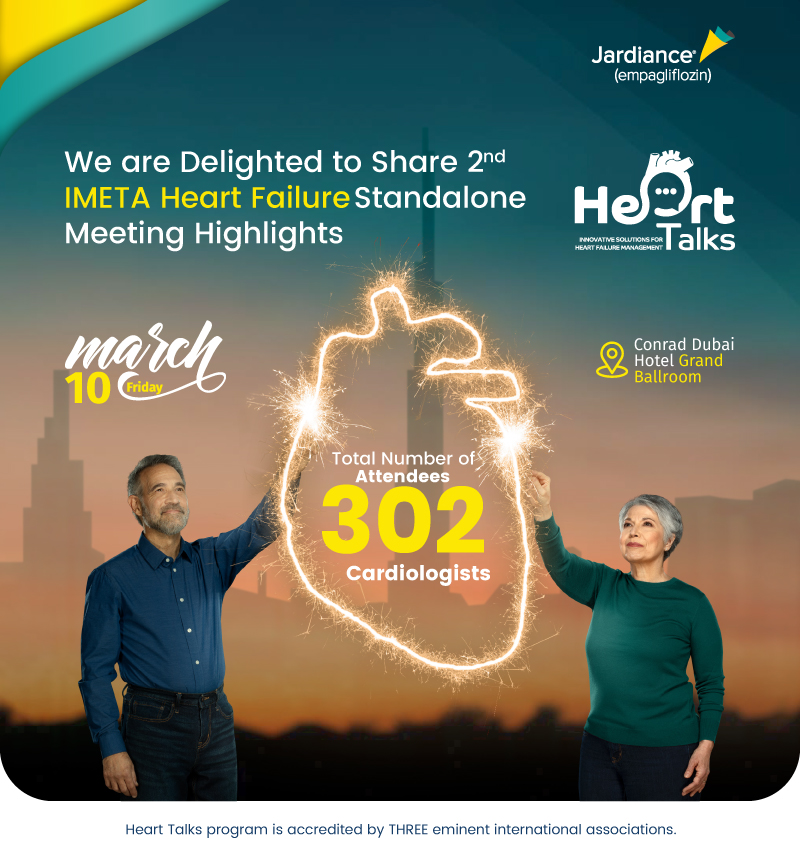 Jardiance®
(empagliflozin)
We are Delighted to Share 2nd
IMETA Heart Failure Standalone
Meeting Highlights
Heart
Talks
INNOVATIVE SOLUTIONS FOR
HEART FAILURE MANAGEMENT
march
10 Friday
Conrad Dubai
Hotel Grand
Ballroom
Total Number of
Attendees
302
Cardiologists
Heart Talks program is accredited by THREE eminent international associations.